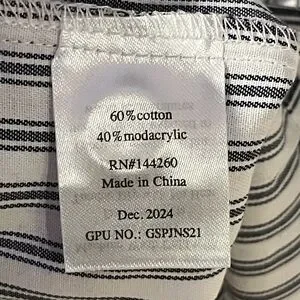 60%cotton
40%modacrylic
RN#144260
Made in China
Dec, 2024
GPU NO.: GSPJNS21